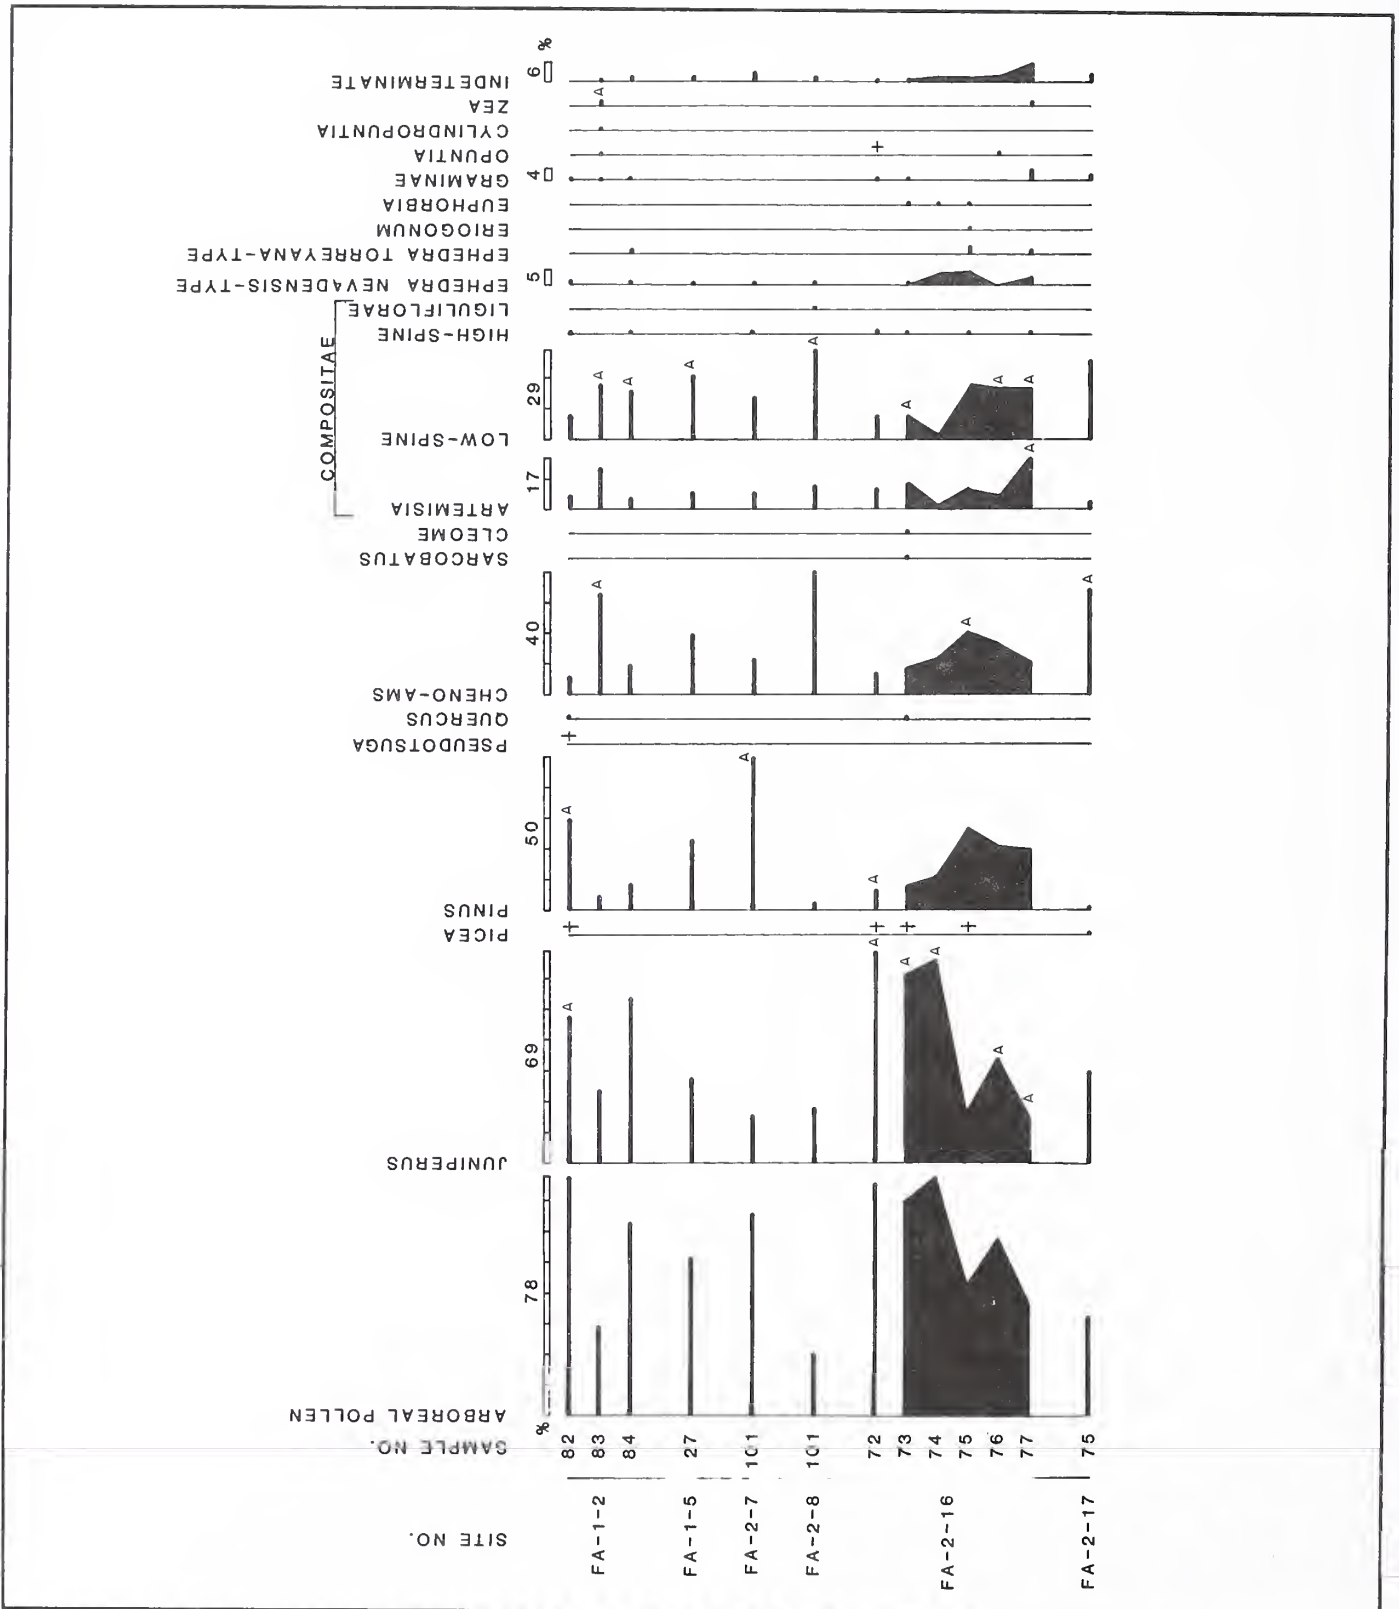 COMPOSITAE
SITE NO.
SAMPLE NO.
ARBOREAL POLLEN
JUNIPERUS
PICEA
PINUS
PSEUDOTSUGA
QUERCUS
CHENO-AMS
SARCOBATUS
CLEOME
ARTEMISIA
LOW-SPINE
HIGH-SPINE
LIGULIFLORAE
EPHEDRA NEVADENSIS-TYPE
EPHEDRA TORREYANA-TYPE
ERIOGONUM
EUPHORBIA
GRAMINAE
OPUNTIA
CYLINDROPUNTIA
ZEA
INDETERMINATE
% 78 69 50 40 17 29 5 4 6 %
82 A + A +
FA-1-2 83 A A A
84 A
FA-1-5 27 A
FA-2-7 101 A
FA-2-8 101 A
72 A + A +
73 A + A
FA-2-16 74 A
75 + A
76 A A
77 A A A
FA-2-17 75 A